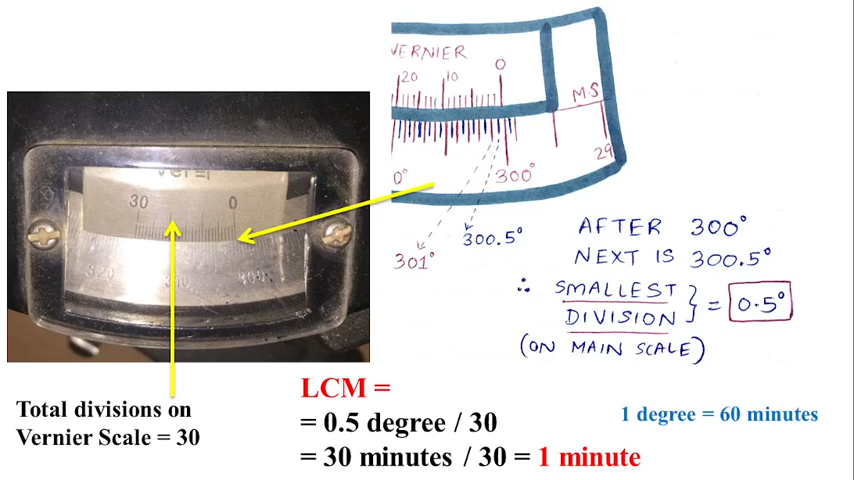 VERNIER
20 10 0
M.S
0° 300° 29
301° 300.5°
AFTER 300°
NEXT IS 300.5°
∴ SMALLEST
DIVISION } = 0.5°
(ON MAIN SCALE)
30 0
320 300
Total divisions on
Vernier Scale = 30
LCM =
= 0.5 degree / 30
= 30 minutes / 30 = 1 minute
1 degree = 60 minutes